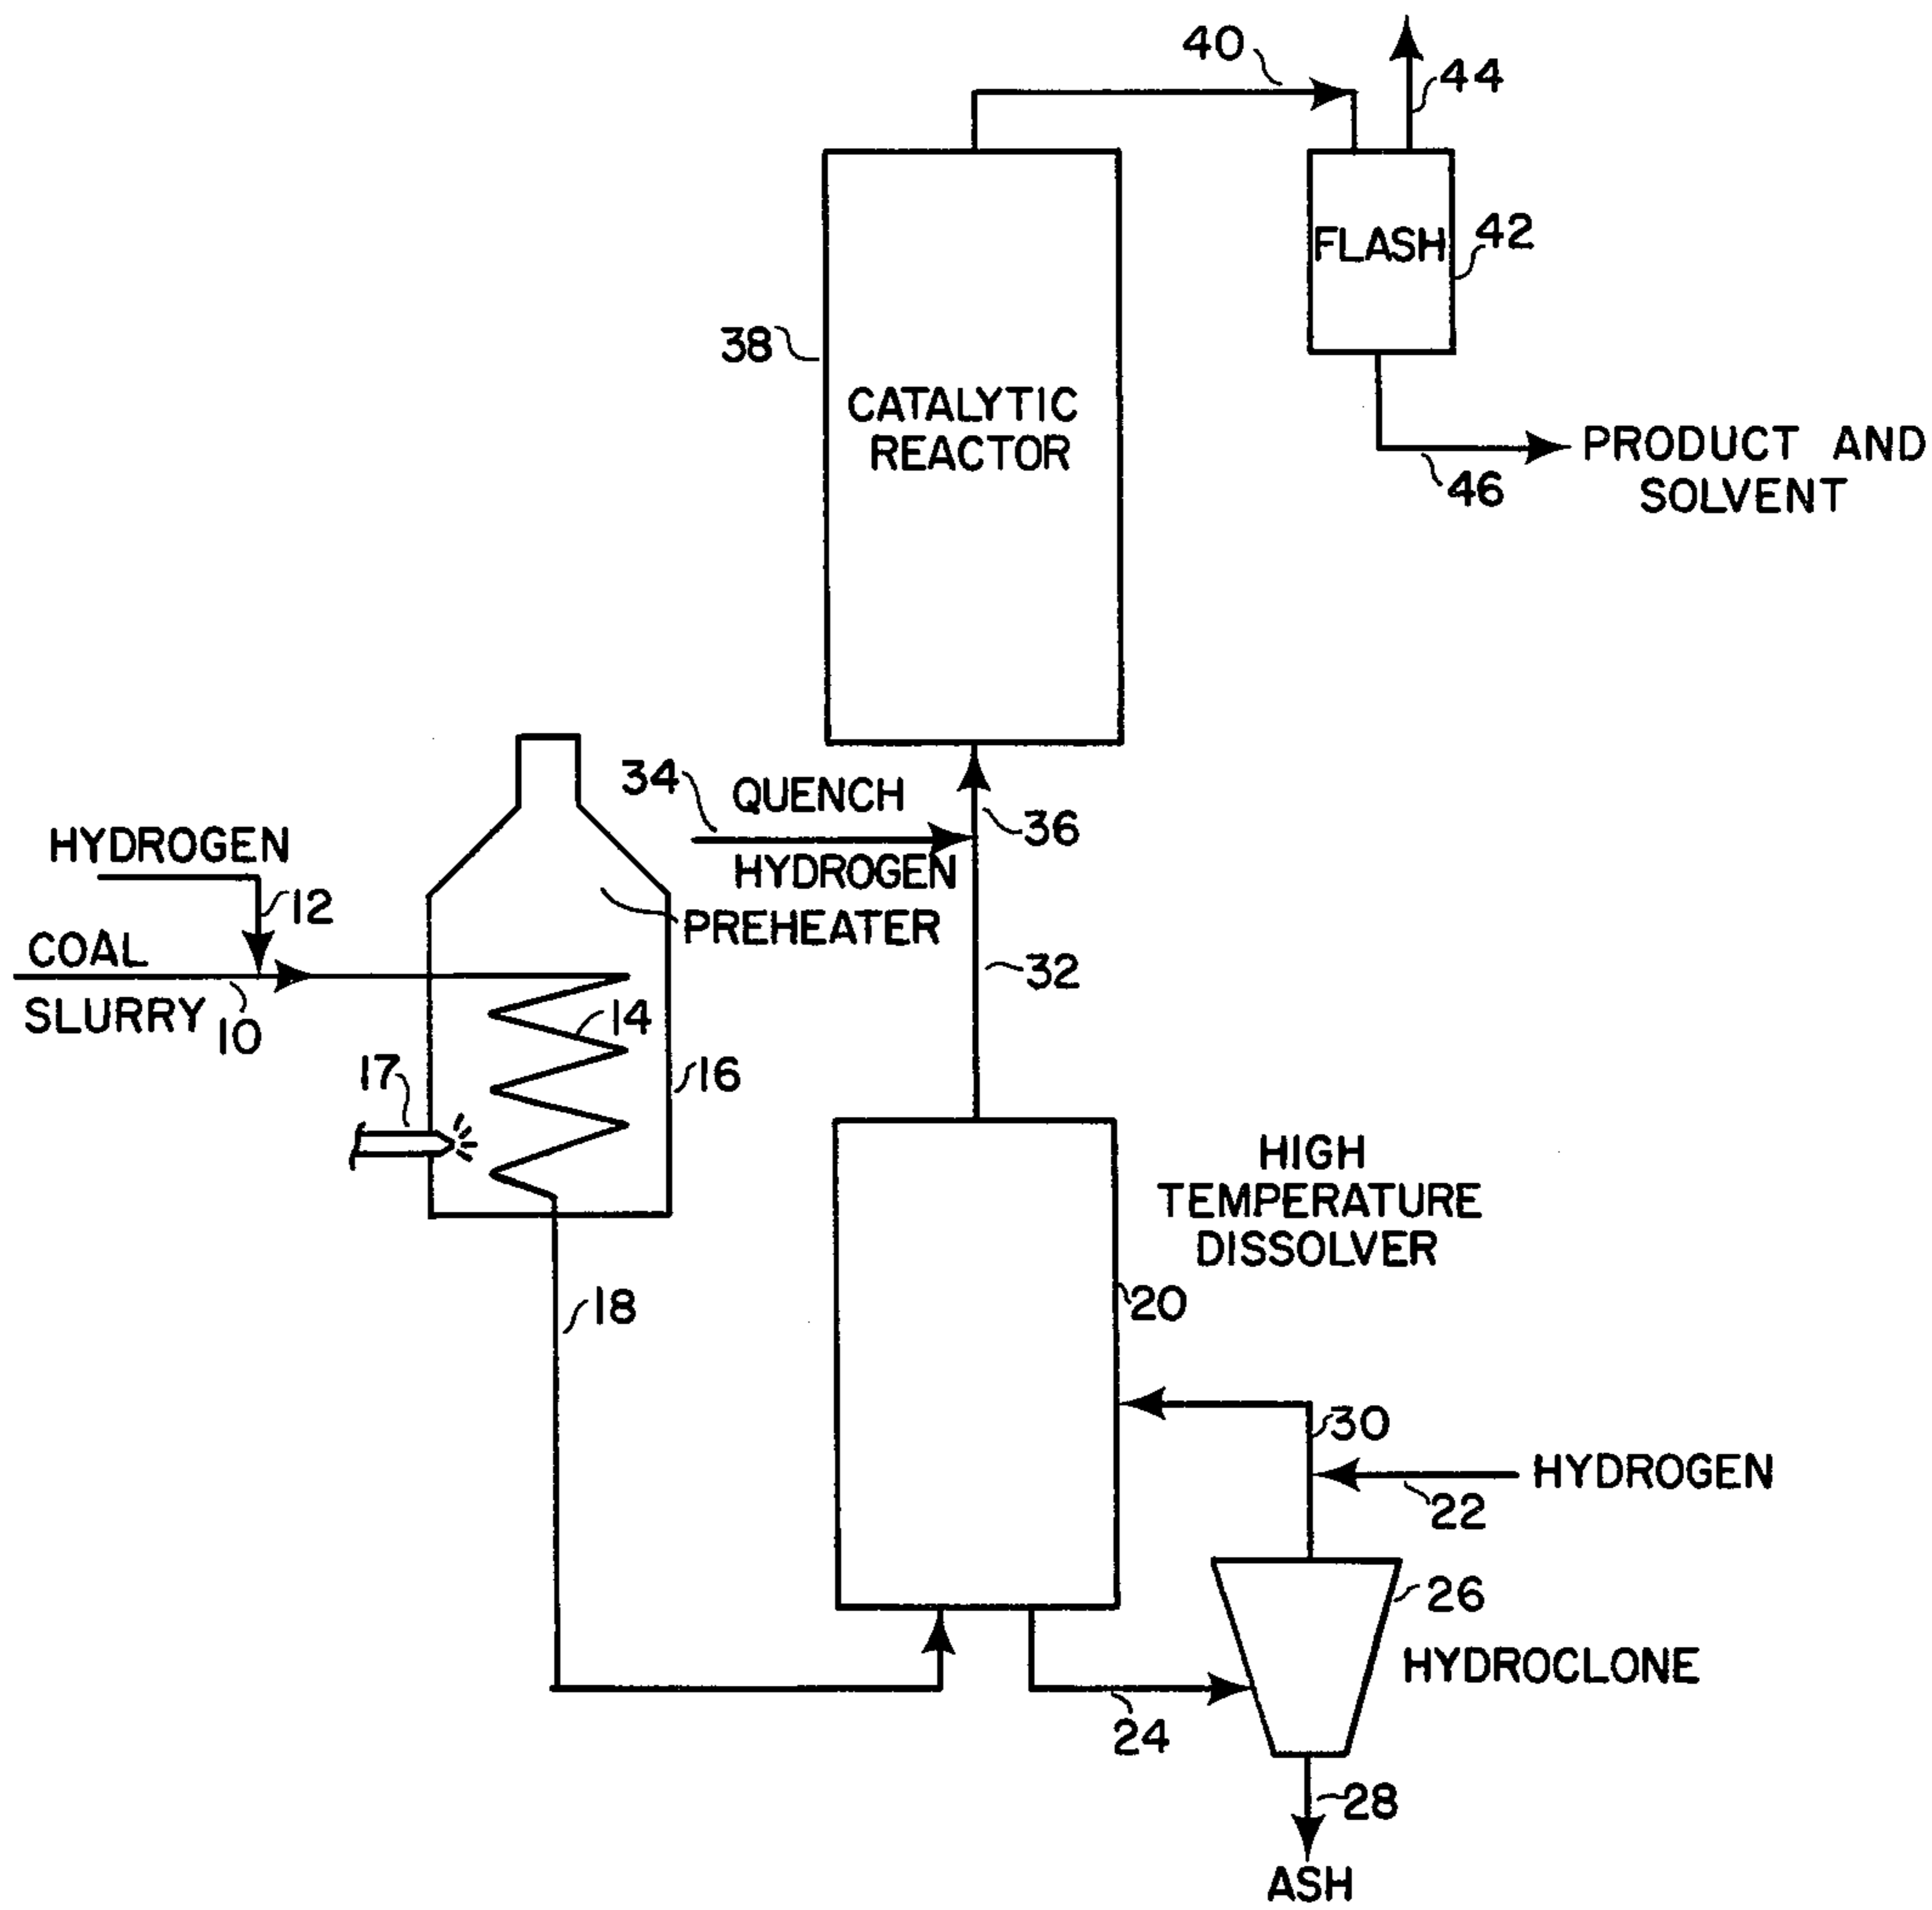 40
44
FLASH
42
38
CATALYTIC
REACTOR
PRODUCT AND
SOLVENT
46
34
QUENCH
HYDROGEN
36
HYDROGEN
12
PREHEATER
COAL
SLURRY
10
14
32
17
16
HIGH
TEMPERATURE
DISSOLVER
20
18
30
HYDROGEN
22
26
HYDROCLONE
24
28
ASH